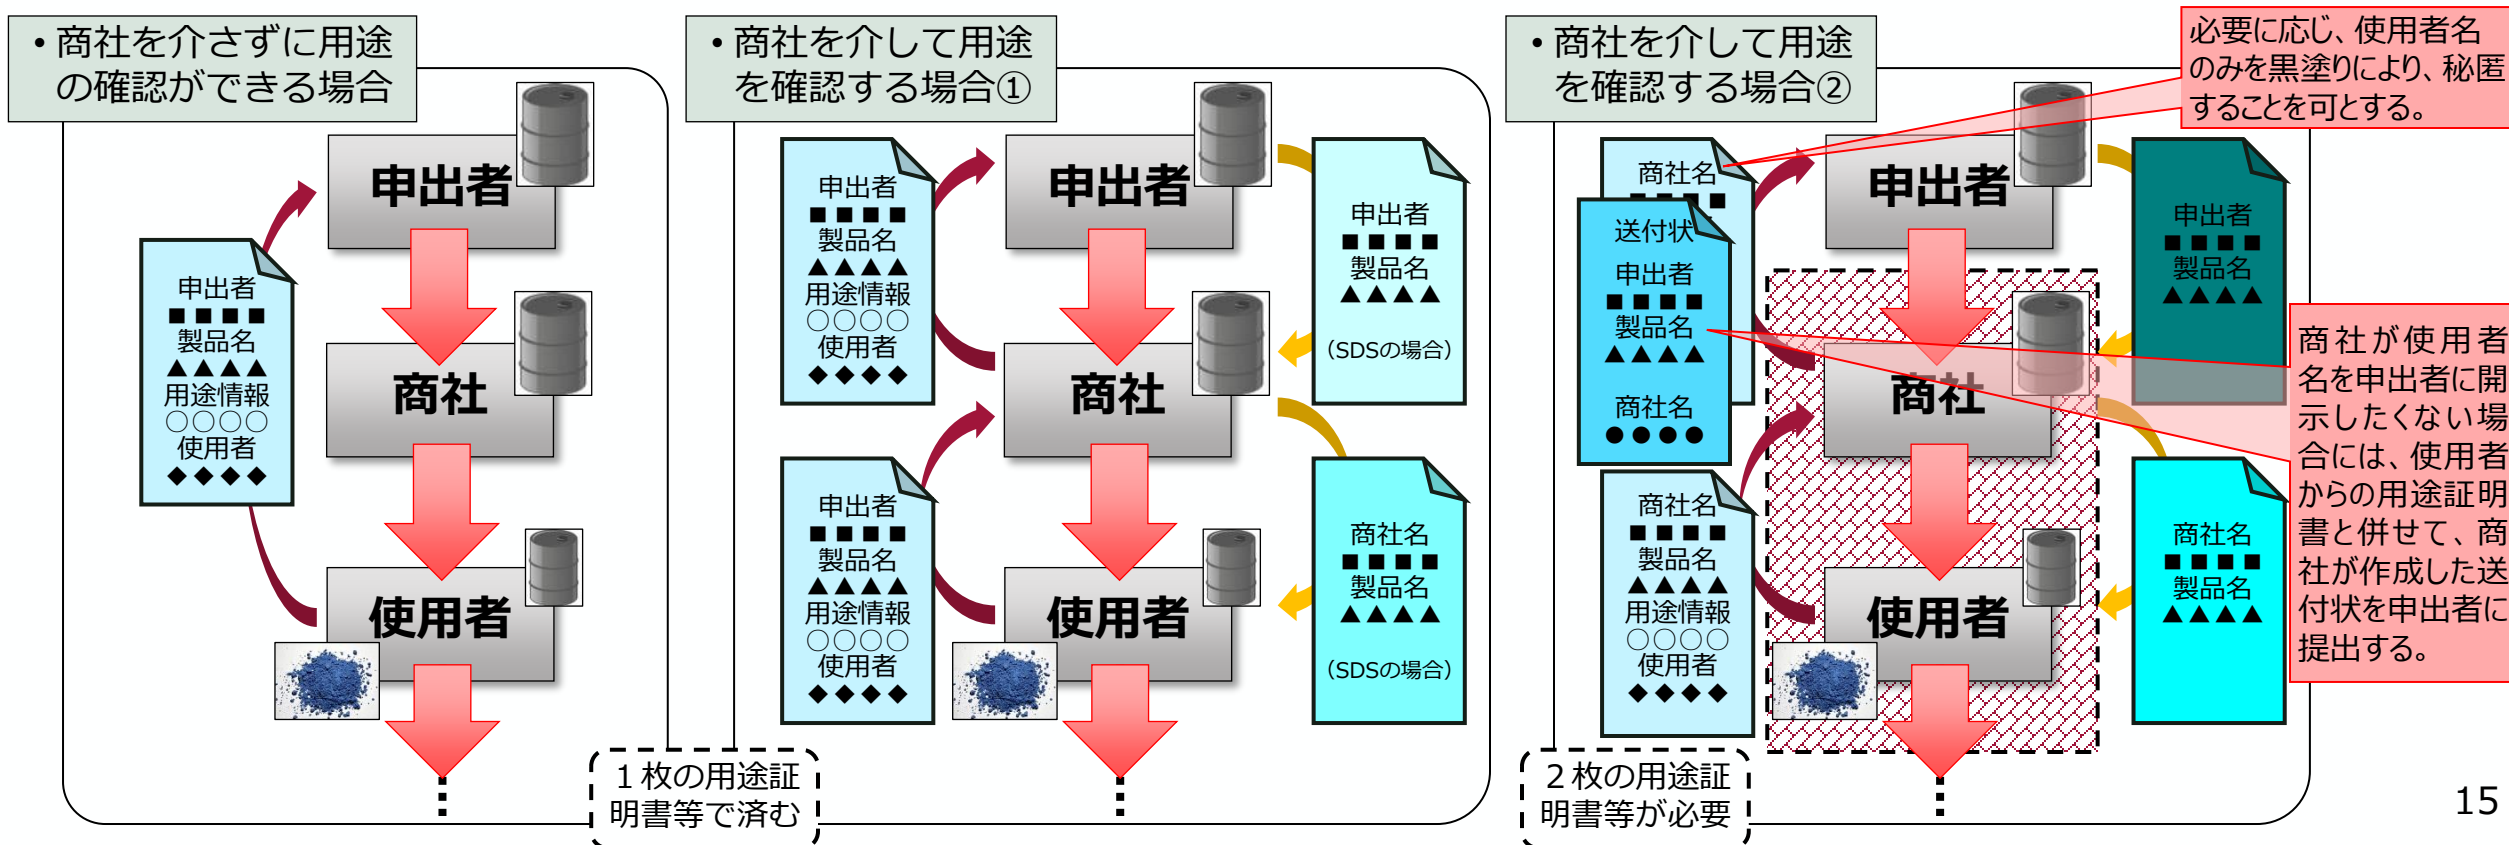 ・商社を介さずに用途
の確認ができる場合
申出者
商社
使用者
申出者
■■■■
製品名
▲▲▲▲
用途情報
○○○○
使用者
◆◆◆◆
・商社を介して用途
を確認する場合①
申出者
■■■■
製品名
▲▲▲▲
用途情報
○○○○
使用者
◆◆◆◆
申出者
■■■■
製品名
▲▲▲▲
用途情報
○○○○
使用者
◆◆◆◆
申出者
商社
使用者
申出者
■■■■
製品名
▲▲▲▲
(SDSの場合)
商社名
■■■■
製品名
▲▲▲▲
(SDSの場合)
1枚の用途証
明書等で済む
・商社を介して用途
を確認する場合②
必要に応じ、使用者名
のみを黒塗りにより、秘匿
することを可とする。
商社名
■■■■
送付状
申出者
■■■■
製品名
▲▲▲▲
商社名
●●●●
商社名
■■■■
製品名
▲▲▲▲
用途情報
○○○○
使用者
◆◆◆◆
申出者
商社
使用者
申出者
■■■■
製品名
▲▲▲▲
商社名
■■■■
製品名
▲▲▲▲
商社が使用者
名を申出者に開
示したくない場
合には、使用者
からの用途証明
書と併せて、商
社が作成した送
付状を申出者に
提出する。
2枚の用途証
明書等が必要
15